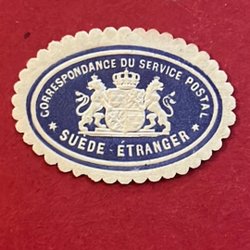 CORRESPONDANCE DU SERVICE POSTAL
* SUÈDE - ÉTRANGER *